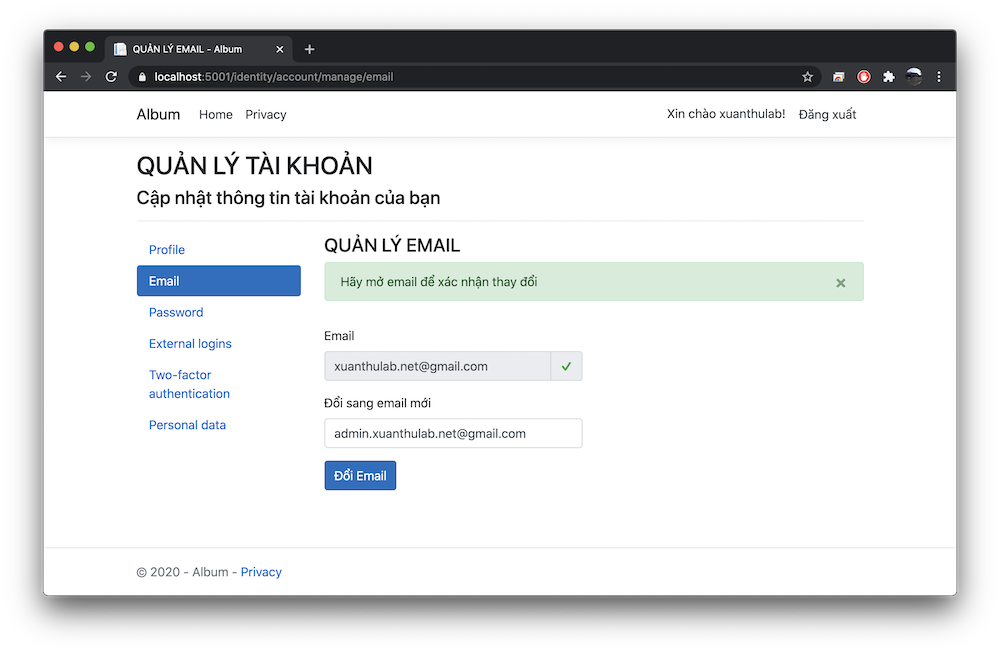 QUẢN LÝ EMAIL - Album
localhost:5001/identity/account/manage/email
Album Home Privacy Xin chào xuanthulab! Đăng xuất
QUẢN LÝ TÀI KHOẢN
Cập nhật thông tin tài khoản của bạn
Profile
Email
Password
External logins
Two-factor
authentication
Personal data
QUẢN LÝ EMAIL
Hãy mở email để xác nhận thay đổi
Email
xuanthulab.net@gmail.com
Đổi sang email mới
admin.xuanthulab.net@gmail.com
Đổi Email
© 2020 - Album - Privacy